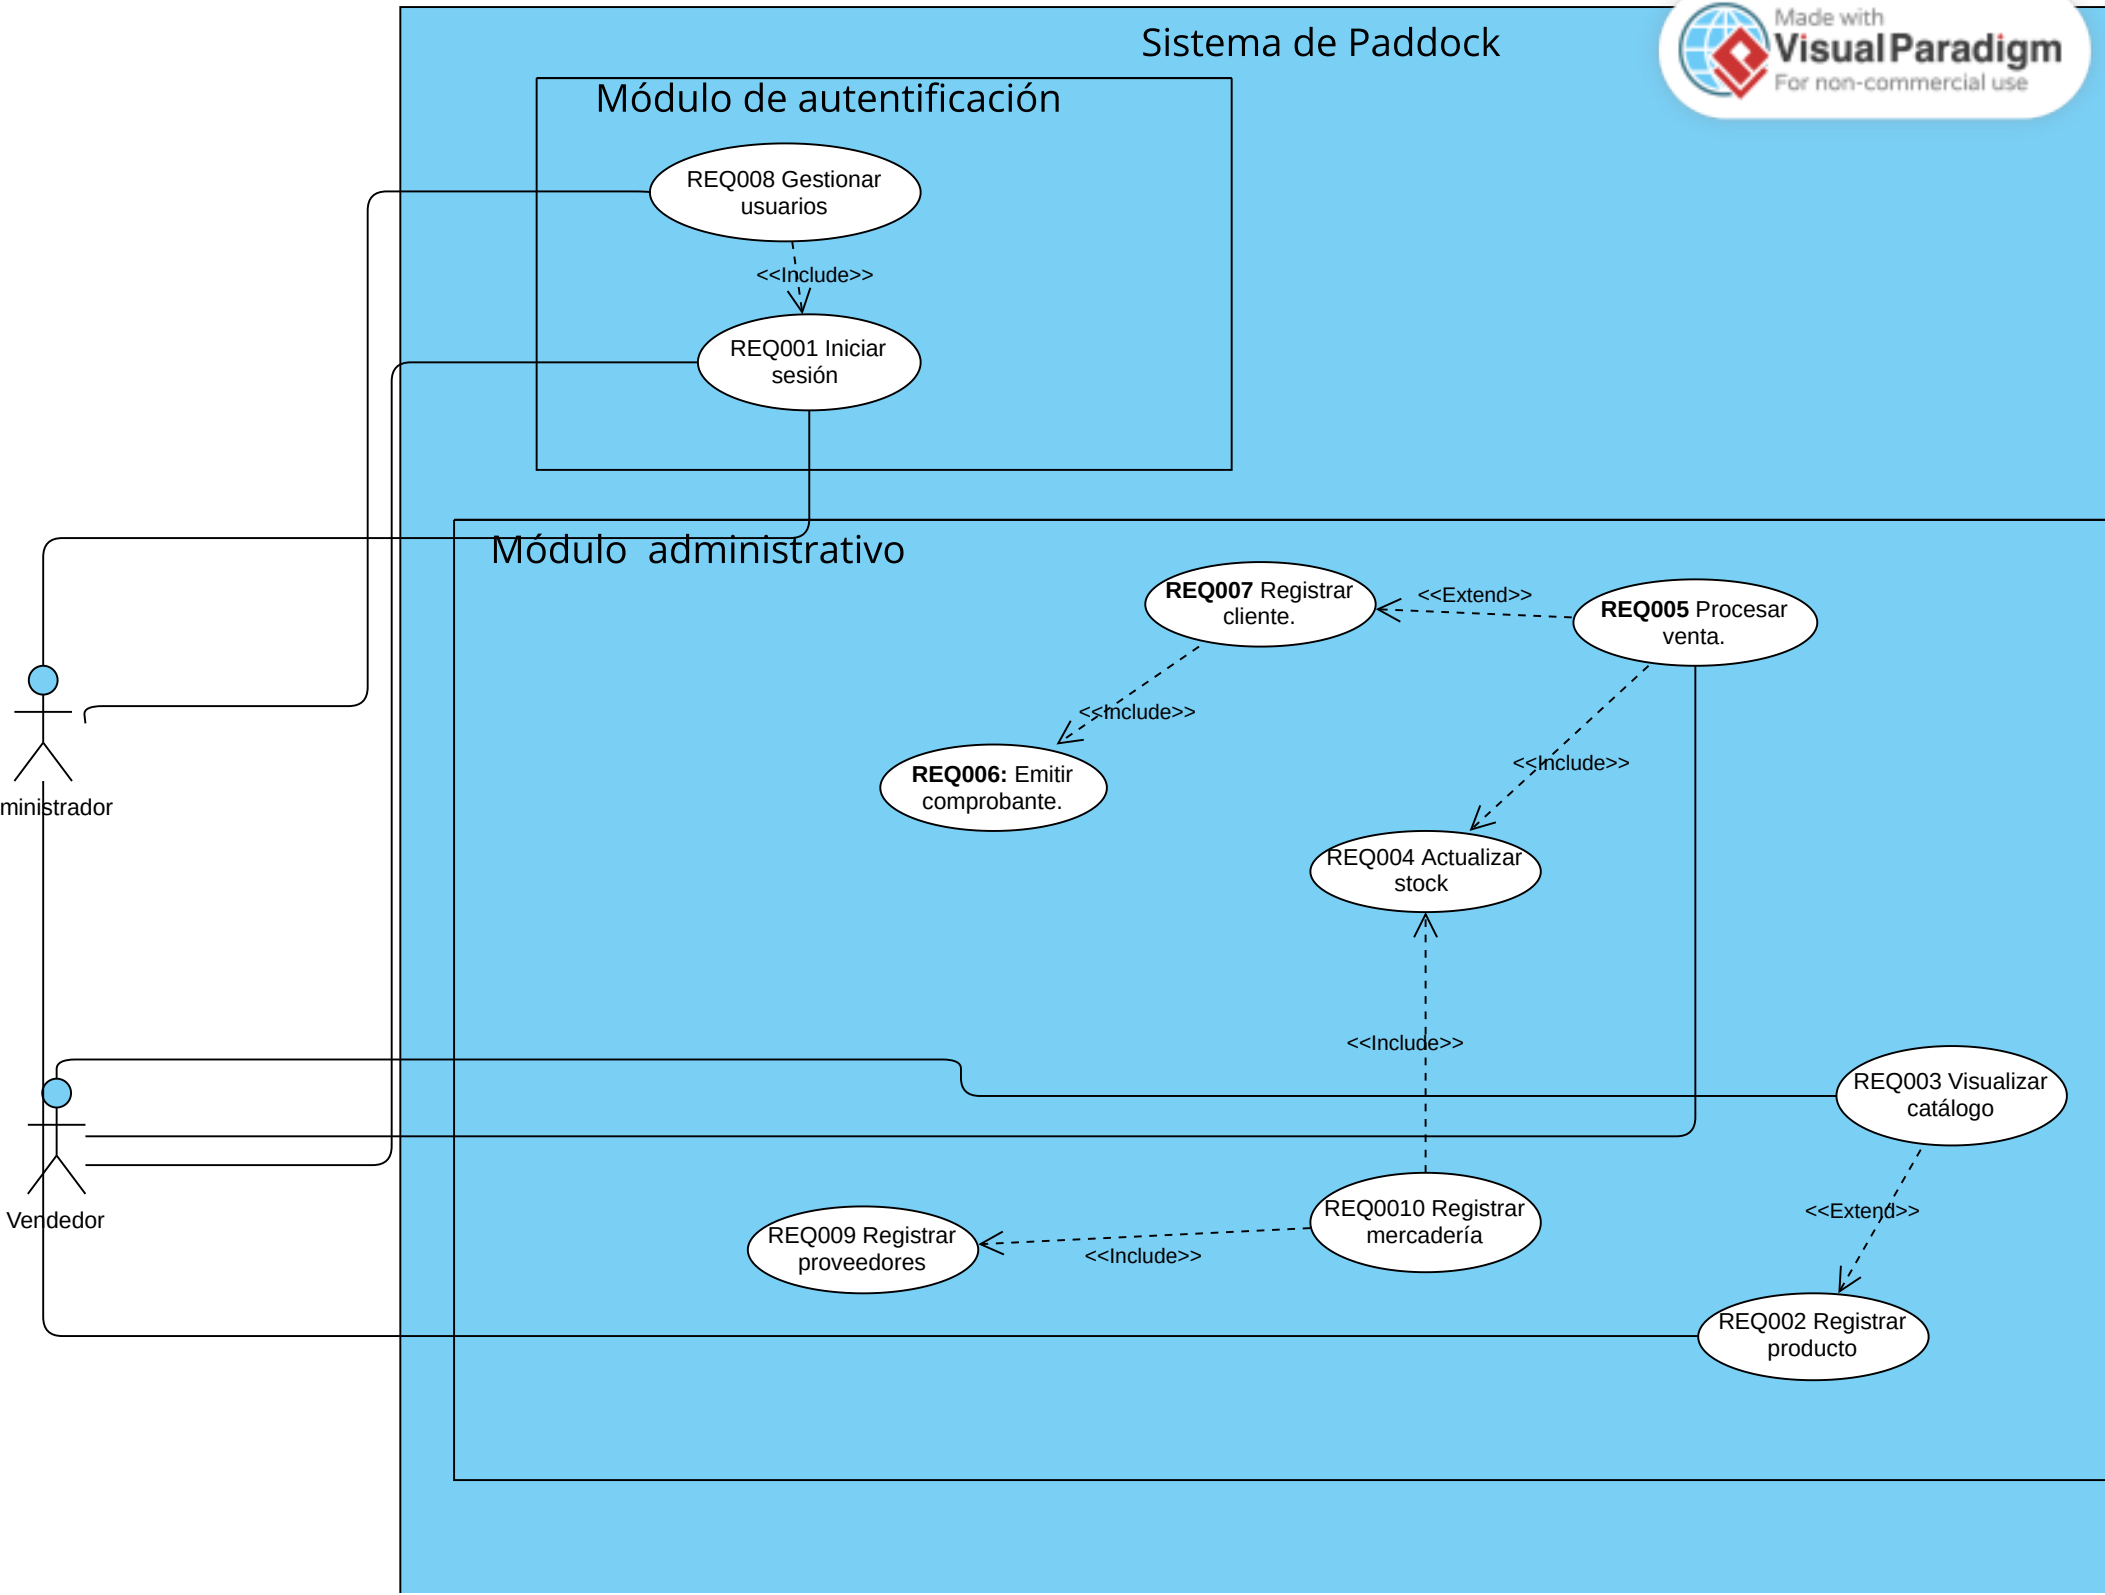 Sistema de Paddock
Made with
Visual Paradigm
For non-commercial use
Módulo de autentificación
REQ008 Gestionar
usuarios
<<Include>>
REQ001 Iniciar
sesión
Módulo administrativo
REQ007 Registrar
cliente.
<<Extend>>
REQ005 Procesar
venta.
<<Include>>
REQ006: Emitir
comprobante.
<<Include>>
ministrador
REQ004 Actualizar
stock
<<Include>>
REQ003 Visualizar
catálogo
Vendedor
REQ009 Registrar
proveedores
<<Include>>
REQ0010 Registrar
mercadería
<<Extend>>
REQ002 Registrar
producto